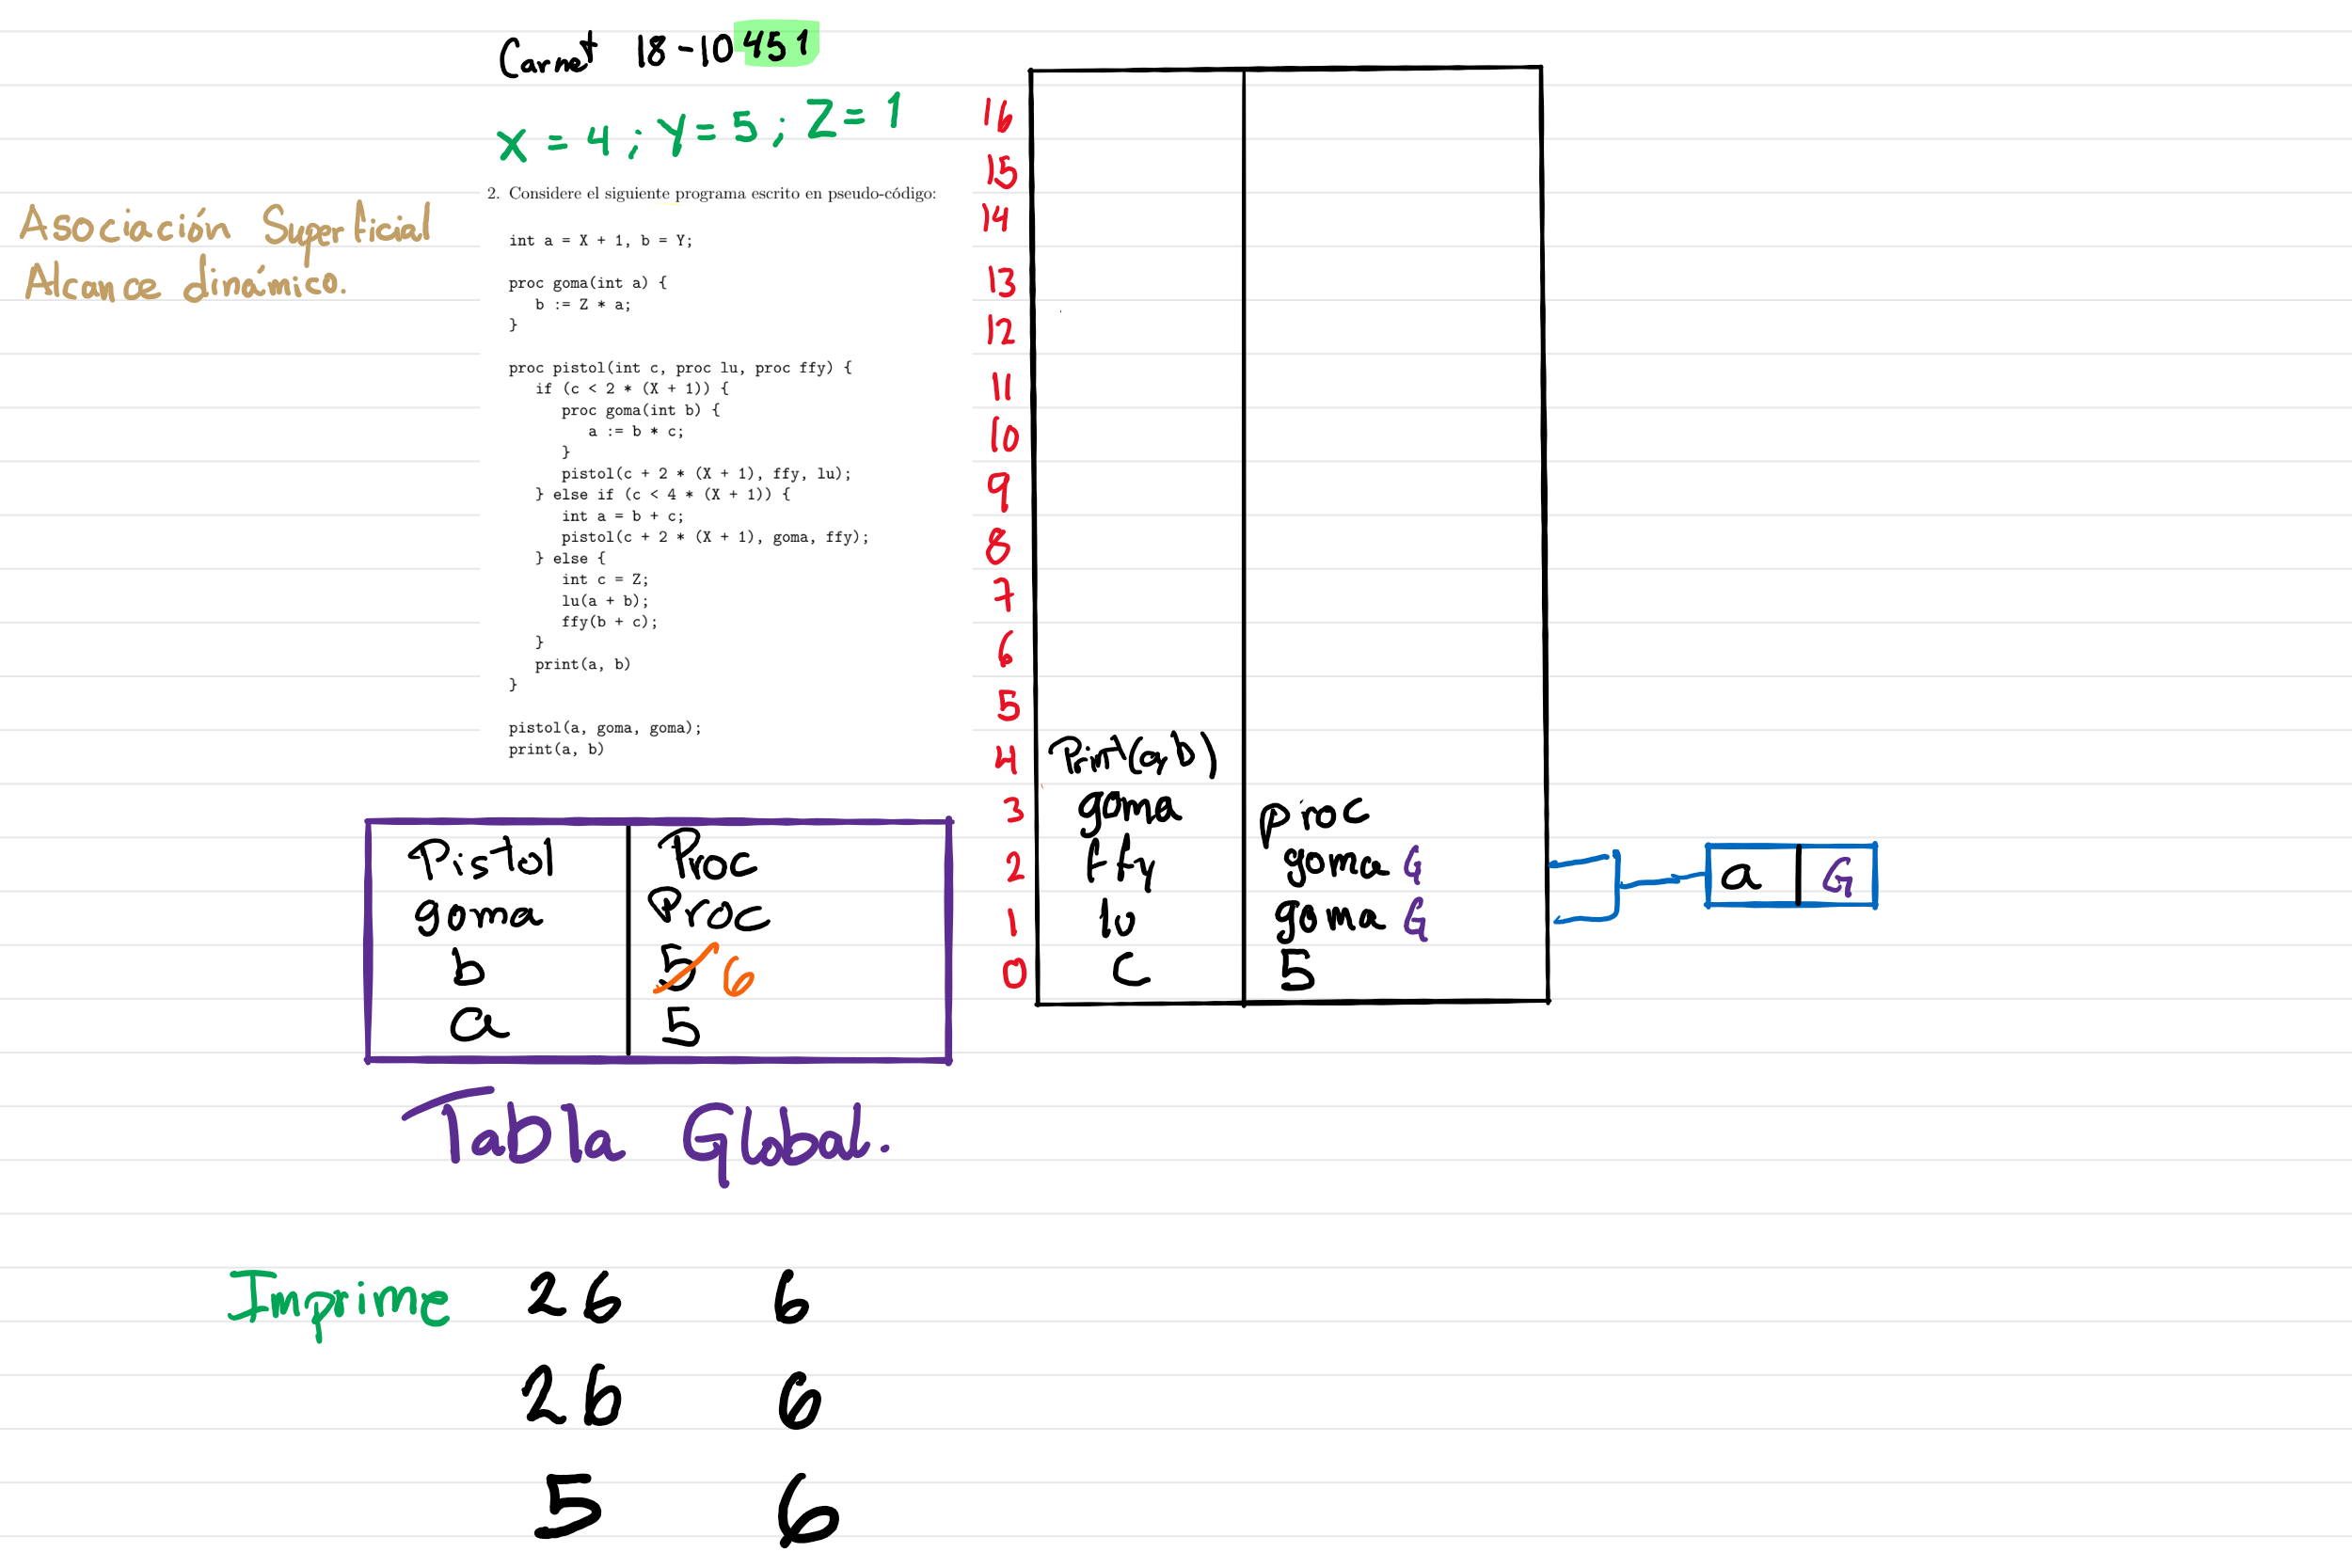 Carnet 18-10451
X = 4 ; Y = 5 ; Z = 1
Asociación Superficial
Alcance dinámico.
2. Considere el siguiente programa escrito en pseudo-código:
int a = X + 1, b = Y;
proc goma(int a) {
b := Z * a;
}
proc pistol(int c, proc lu, proc ffy) {
if (c < 2 * (X + 1)) {
proc goma(int b) {
a := b * c;
}
pistol(c + 2 * (X + 1), ffy, lu);
} else if (c < 4 * (X + 1)) {
int a = b + c;
pistol(c + 2 * (X + 1), goma, ffy);
} else {
int c = Z;
lu(a + b);
ffy(b + c);
}
print(a, b)
}
pistol(a, goma, goma);
print(a, b)
16
15
14
13
12
11
10
9
8
7
6
5
4 Print(a,b)
3 goma proc
2 ffy goma G
1 lu goma G
0 c 5
a G
Pistol Proc
goma Proc
b 5 6
a 5
Tabla Global.
Imprime 26 6
26 6
5 6